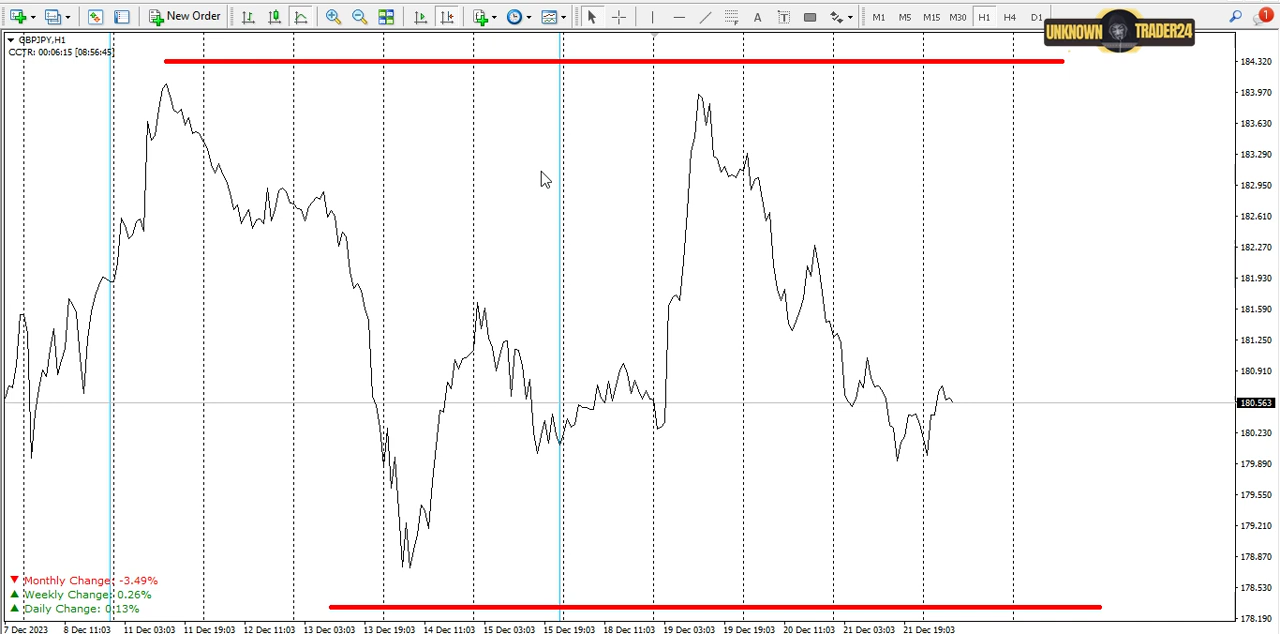 New Order
A
T
M1 M5 M15 M30 H1 H4 D1
1
UNKNOWN TRADER24
GBPJPY,H1
CCTR: 00:06:15 [08:56:45]
184.320
183.970
183.630
183.290
182.950
182.610
182.270
181.930
181.590
181.250
180.910
180.563
180.230
179.890
179.550
179.210
178.870
178.530
178.190
Monthly Change: -3.49%
Weekly Change: 0.26%
Daily Change: 0.13%
7 Dec 2023 8 Dec 11:03 11 Dec 03:03 11 Dec 19:03 12 Dec 11:03 13 Dec 03:03 13 Dec 19:03 14 Dec 11:03 15 Dec 03:03 15 Dec 19:03 18 Dec 11:03 19 Dec 03:03 19 Dec 19:03 20 Dec 11:03 21 Dec 03:03 21 Dec 19:03